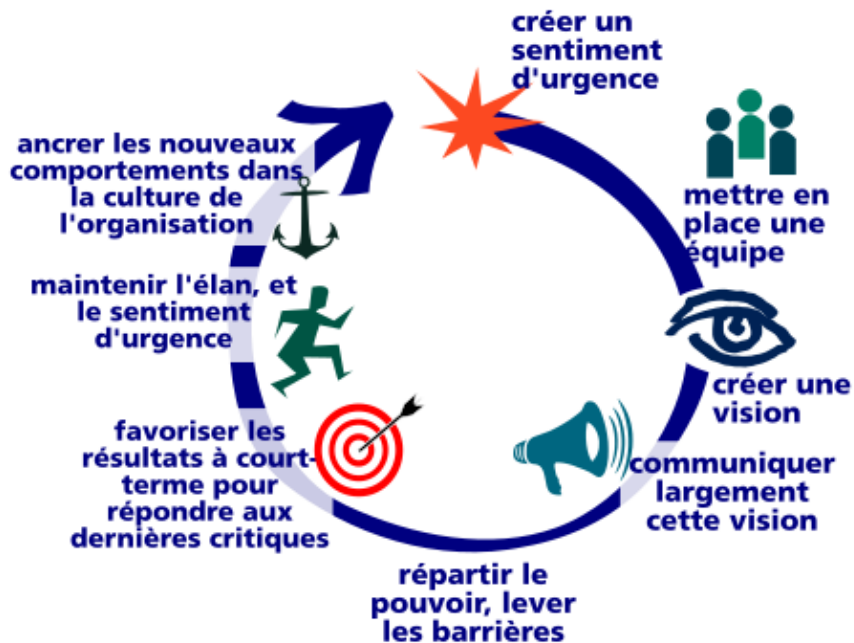 créer un
sentiment
d'urgence
mettre en
place une
équipe
créer une
vision
communiquer
largement
cette vision
répartir le
pouvoir, lever
les barrières
favoriser les
résultats à court-
terme pour
répondre aux
dernières critiques
maintenir l'élan, et
le sentiment
d'urgence
ancrer les nouveaux
comportements dans
la culture de
l'organisation